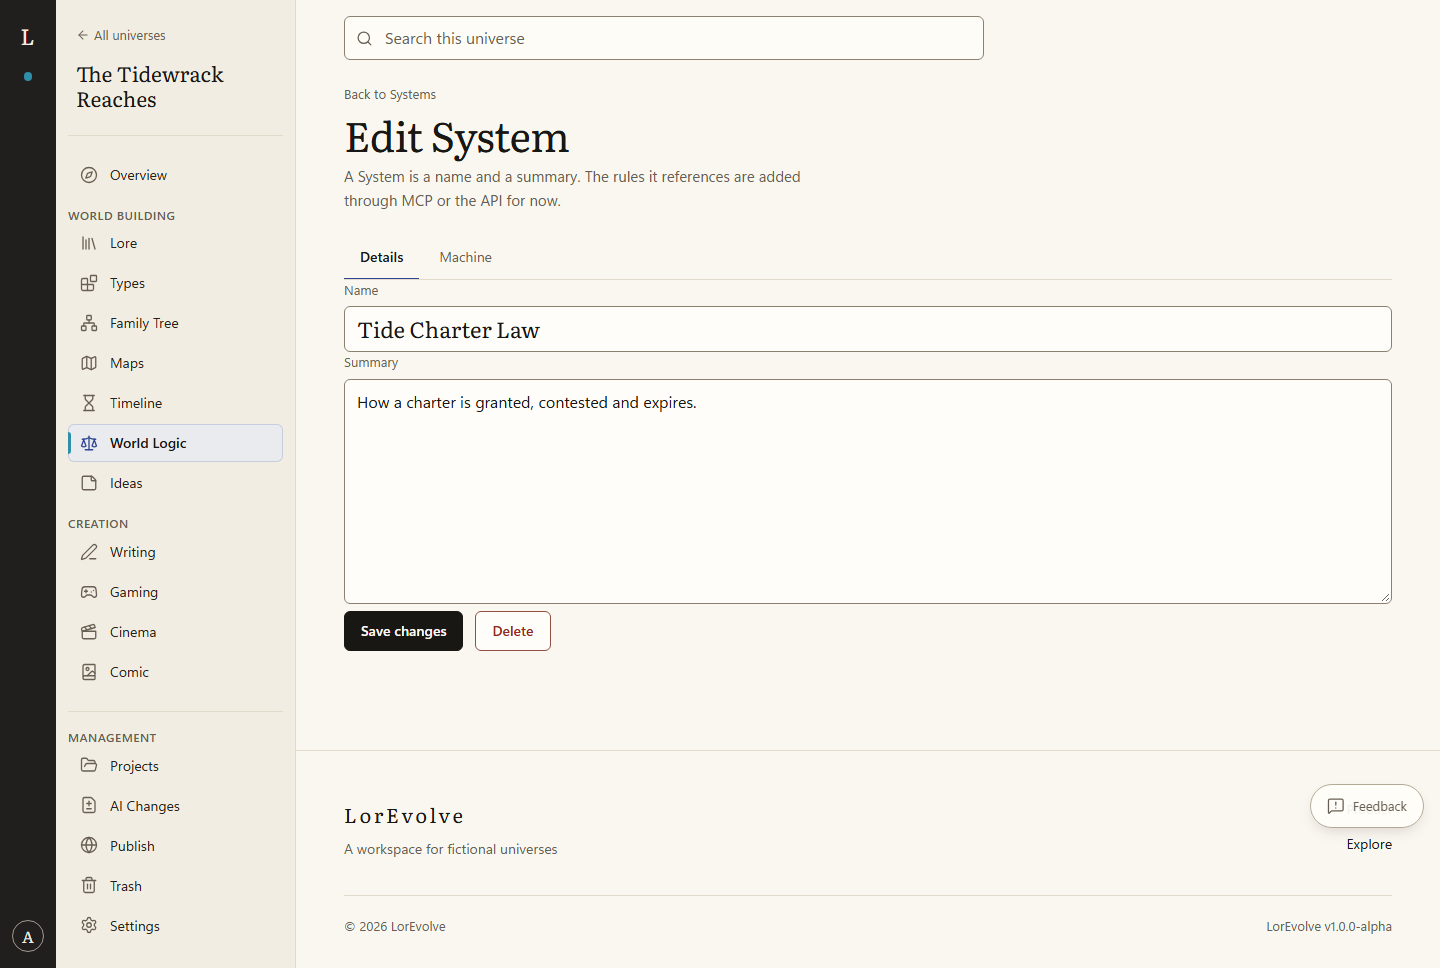 L
All universes
The Tidewrack
Reaches
Overview
WORLD BUILDING
Lore
Types
Family Tree
Maps
Timeline
World Logic
Ideas
CREATION
Writing
Gaming
Cinema
Comic
MANAGEMENT
Projects
AI Changes
Publish
Trash
Settings
A
Search this universe
Back to Systems
Edit System
A System is a name and a summary. The rules it references are added
through MCP or the API for now.
Details
Machine
Name
Tide Charter Law
Summary
How a charter is granted, contested and expires.
Save changes
Delete
LorEvolve
A workspace for fictional universes
Feedback
Explore
© 2026 LorEvolve
LorEvolve v1.0.0-alpha